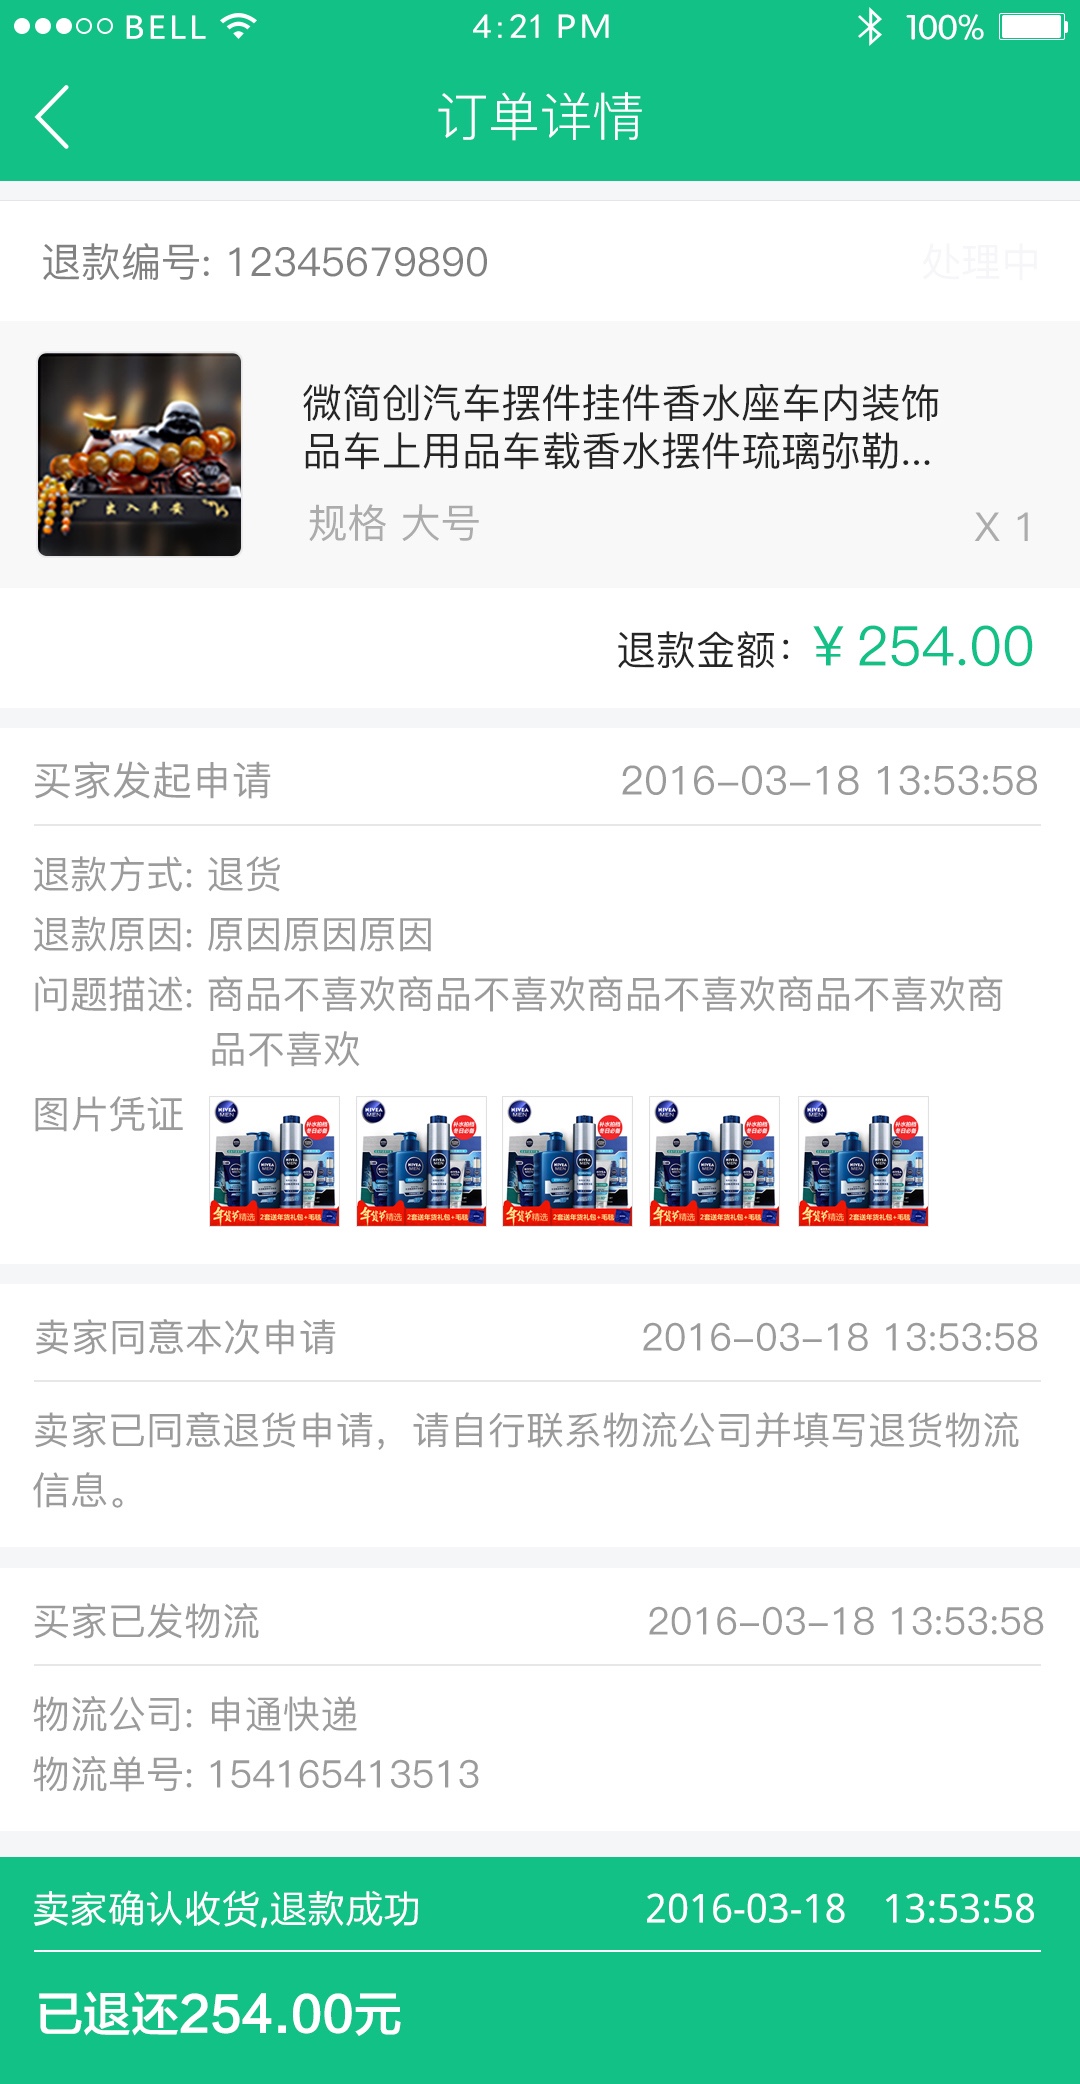 BELL 4:21 PM 100%
订单详情
退款编号: 12345679890 处理中
微简创汽车摆件挂件香水座车内装饰
品车上用品车载香水摆件琉璃弥勒...
出入平安
规格 大号 X 1
退款金额: ¥ 254.00
买家发起申请 2016-03-18 13:53:58
退款方式: 退货
退款原因: 原因原因原因
问题描述: 商品不喜欢商品不喜欢商品不喜欢商品不喜欢商
品不喜欢
图片凭证
卖家同意本次申请 2016-03-18 13:53:58
卖家已同意退货申请，请自行联系物流公司并填写退货物流
信息。
买家已发物流 2016-03-18 13:53:58
物流公司: 申通快递
物流单号: 154165413513
卖家确认收货,退款成功 2016-03-18 13:53:58
已退还254.00元